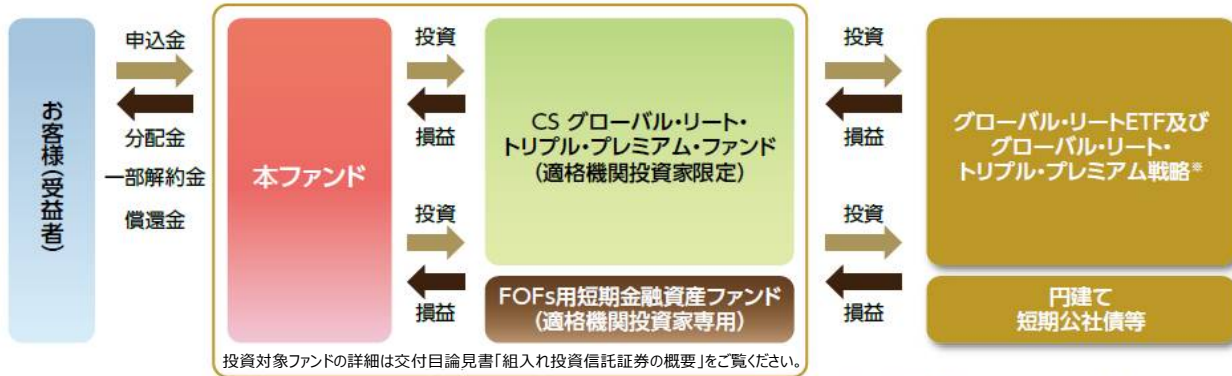 お客様(受益者)
申込金
分配金
一部解約金
償還金
本ファンド
投資
損益
投資
損益
CS グローバル・リート・
トリプル・プレミアム・ファンド
(適格機関投資家限定)
FOFs用短期金融資産ファンド
(適格機関投資家専用)
投資
損益
投資
損益
グローバル・リートETF及び
グローバル・リート・
トリプル・プレミアム戦略※
円建て
短期公社債等
投資対象ファンドの詳細は交付目論見書「組入れ投資信託証券の概要」をご覧ください。